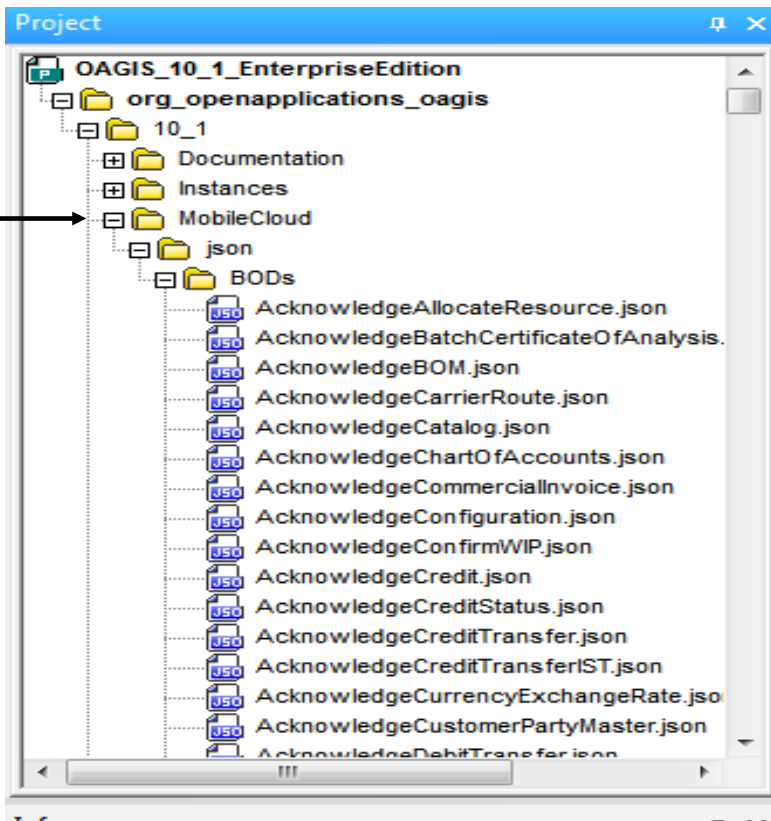 Project
OAGIS_10_1_EnterpriseEdition
org_openapplications_oagis
10_1
Documentation
Instances
MobileCloud
json
BODs
AcknowledgeAllocateResource.json
AcknowledgeBatchCertificateOfAnalysis.
AcknowledgeBOM.json
AcknowledgeCarrierRoute.json
AcknowledgeCatalog.json
AcknowledgeChartOfAccounts.json
AcknowledgeCommercialInvoice.json
AcknowledgeConfiguration.json
AcknowledgeConfirmWIP.json
AcknowledgeCredit.json
AcknowledgeCreditStatus.json
AcknowledgeCreditTransfer.json
AcknowledgeCreditTransferIST.json
AcknowledgeCurrencyExchangeRate.jso
AcknowledgeCustomerPartyMaster.json
AcknowledgeDebitTransfer.json